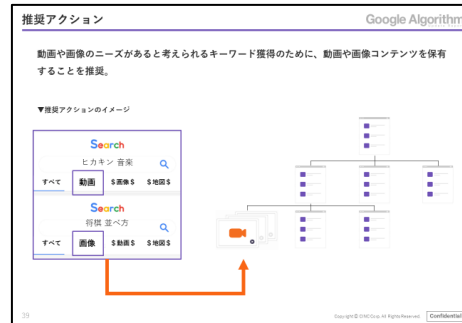 推奨アクション
Google Algorithm
動画や画像のニーズがあると考えられるキーワード獲得のために、動画や画像コンテンツを保有
することを推奨。
▼推奨アクションのイメージ
Search
ヒカキン 音楽
すべて 動画 $画像$ $地図$
Search
将棋 並べ方
すべて 画像 $動画$ $地図$
39
All Rights Reserved
Confidential